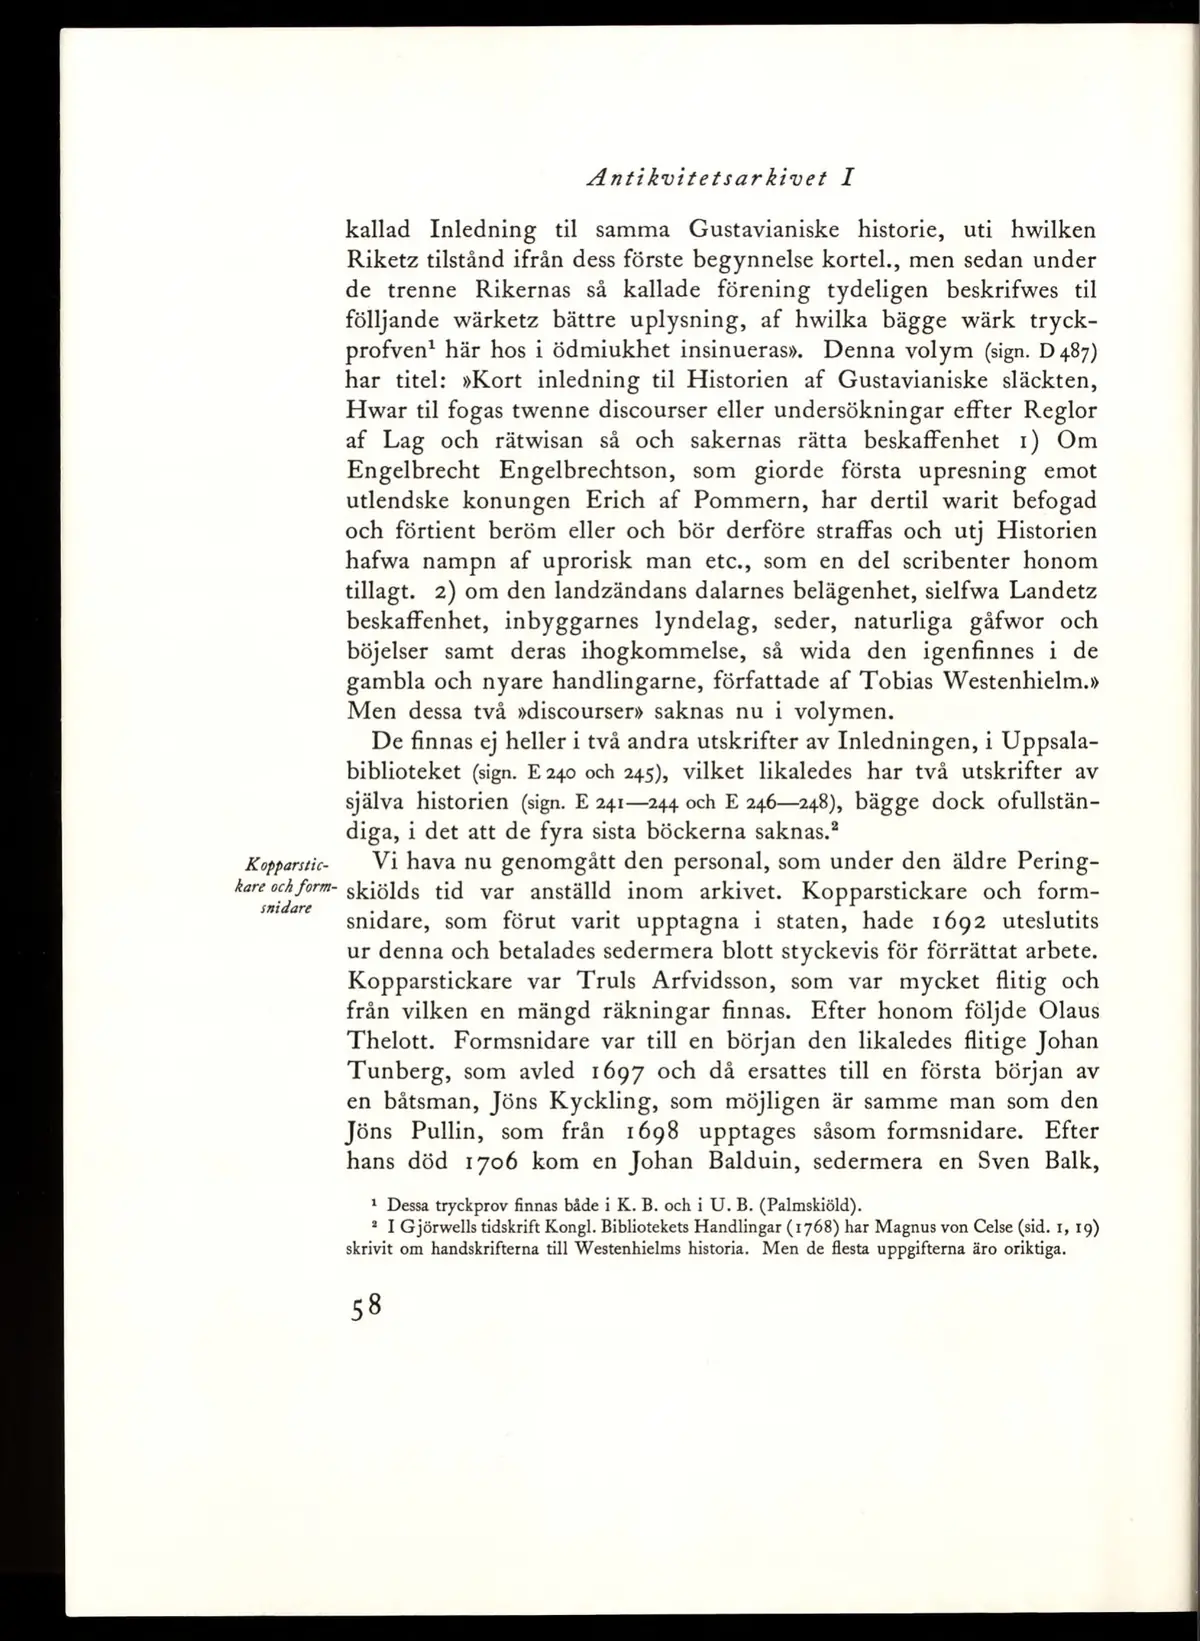 Antikvitetsarkivet I
kallad Inledning til samma Gustavianiske historie, uti hwilken
Riketz tilstånd ifrån dess förste begynnelse kortel., men sedan under
de trenne Rikernas så kallade förening tydeligen beskrifwes til
fölljande wärketz bättre uplysning, af hwilka bägge wärk tryck-
profven¹ här hos i ödmiukhet insinueras». Denna volym (sign. D 487)
har titel: »Kort inledning til Historien af Gustavianiske släckten,
Hwar til fogas twenne discourser eller undersökningar effter Reglor
af Lag och rätwisan så och sakernas rätta beskaffenhet 1) Om
Engelbrecht Engelbrechtson, som giorde första upresning emot
utlendske konungen Erich af Pommern, har dertil warit befogad
och förtient beröm eller och bör derföre straffas och utj Historien
hafwa nampn af uprorisk man etc., som en del scribenter honom
tillagt. 2) om den landzändans dalarnes belägenhet, sielfwa Landetz
beskaffenhet, inbyggarnes lyndelag, seder, naturliga gåfwor och
böjelser samt deras ihogkommelse, så wida den igenfinnes i de
gambla och nyare handlingarne, författade af Tobias Westenhielm.»
Men dessa två »discourser» saknas nu i volymen.
De finnas ej heller i två andra utskrifter av Inledningen, i Uppsala-
biblioteket (sign. E 240 och 245), vilket likaledes har två utskrifter av
själva historien (sign. E 241—244 och E 246—248), bägge dock ofullstän-
diga, i det att de fyra sista böckerna saknas.²
Kopparstic-
kare och form-
snidare
Vi hava nu genomgått den personal, som under den äldre Pering-
skiölds tid var anställd inom arkivet. Kopparstickare och form-
snidare, som förut varit upptagna i staten, hade 1692 uteslutits
ur denna och betalades sedermera blott styckevis för förrättat arbete.
Kopparstickare var Truls Arfvidsson, som var mycket flitig och
från vilken en mängd räkningar finnas. Efter honom följde Olaus
Thelott. Formsnidare var till en början den likaledes flitige Johan
Tunberg, som avled 1697 och då ersattes till en första början av
en båtsman, Jöns Kyckling, som möjligen är samme man som den
Jöns Pullin, som från 1698 upptages såsom formsnidare. Efter
hans död 1706 kom en Johan Balduin, sedermera en Sven Balk,
¹ Dessa tryckprov finnas både i K. B. och i U. B. (Palmskiöld).
² I Gjörwells tidskrift Kongl. Bibliotekets Handlingar (1768) har Magnus von Celse (sid. 1, 19)
skrivit om handskrifterna till Westenhielms historia. Men de flesta uppgifterna äro oriktiga.
58